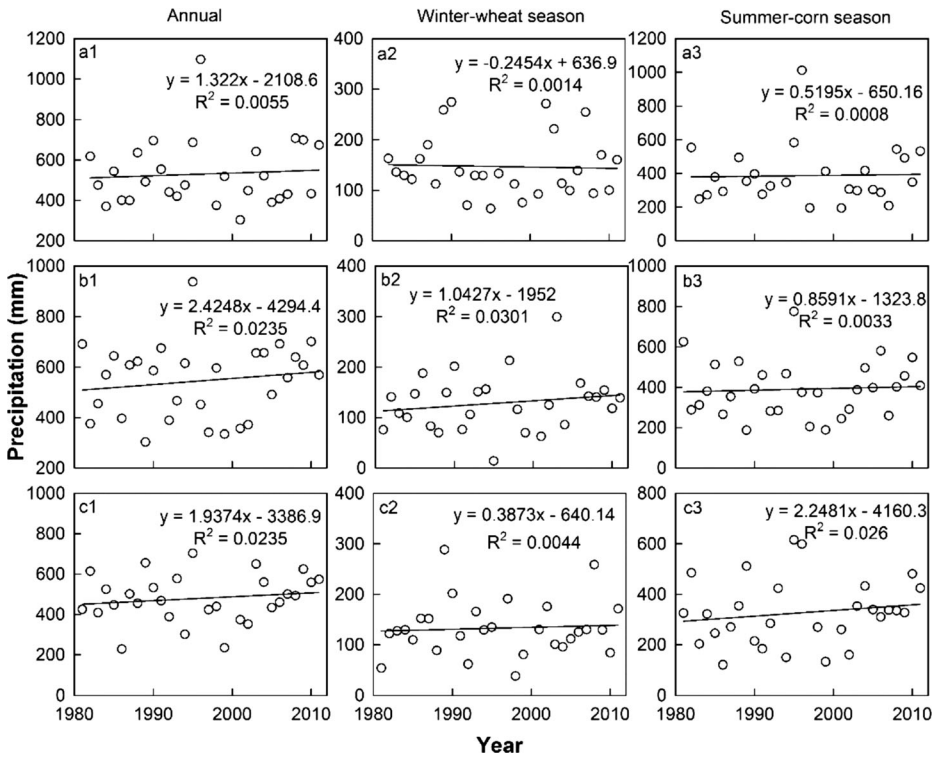 Annual
Winter-wheat season
Summer-corn season
1200
1000
800
600
400
200
a1
y = 1.322x - 2108.6
R² = 0.0055
400
300
200
100
0
a2
y = -0.2454x + 636.9
R² = 0.0014
1200
1000
800
600
400
200
0
a3
y = 0.5195x - 650.16
R² = 0.0008
Precipitation (mm)
1000
800
600
400
200
b1
y = 2.4248x - 4294.4
R² = 0.0235
400
300
200
100
0
b2
y = 1.0427x - 1952
R² = 0.0301
1000
800
600
400
200
0
b3
y = 0.8591x - 1323.8
R² = 0.0033
1000
800
600
400
200
0
c1
y = 1.9374x - 3386.9
R² = 0.0235
1980
1990
2000
2010
400
300
200
100
0
c2
y = 0.3873x - 640.14
R² = 0.0044
1980
1990
2000
2010
800
600
400
200
0
c3
y = 2.2481x - 4160.3
R² = 0.026
1980
1990
2000
2010
Year